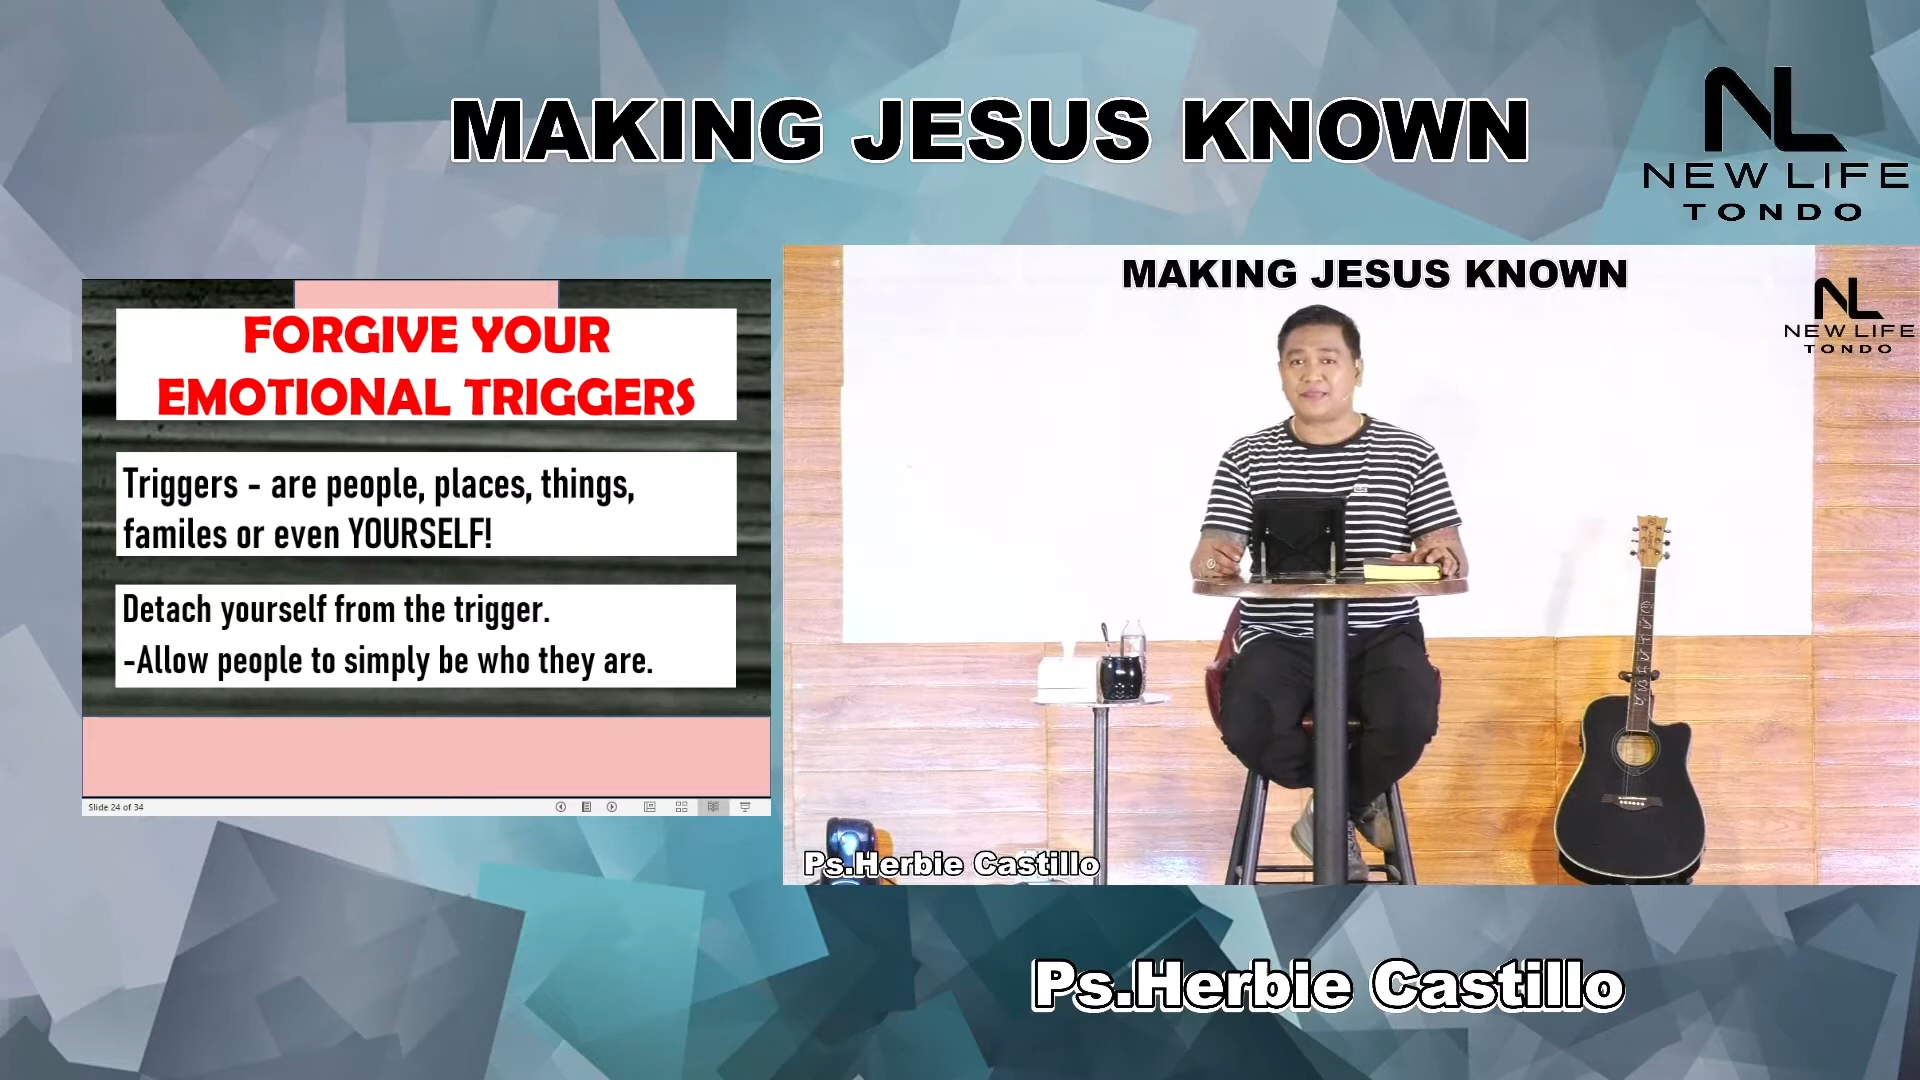 MAKING JESUS KNOWN
NL
NEW LIFE
TONDO
FORGIVE YOUR
EMOTIONAL TRIGGERS
Triggers - are people, places, things,
familes or even YOURSELF!
Detach yourself from the trigger.
-Allow people to simply be who they are.
Slide 24 of 34
MAKING JESUS KNOWN
NL
NEW LIFE
TONDO
Ps.Herbie Castillo
Ps.Herbie Castillo